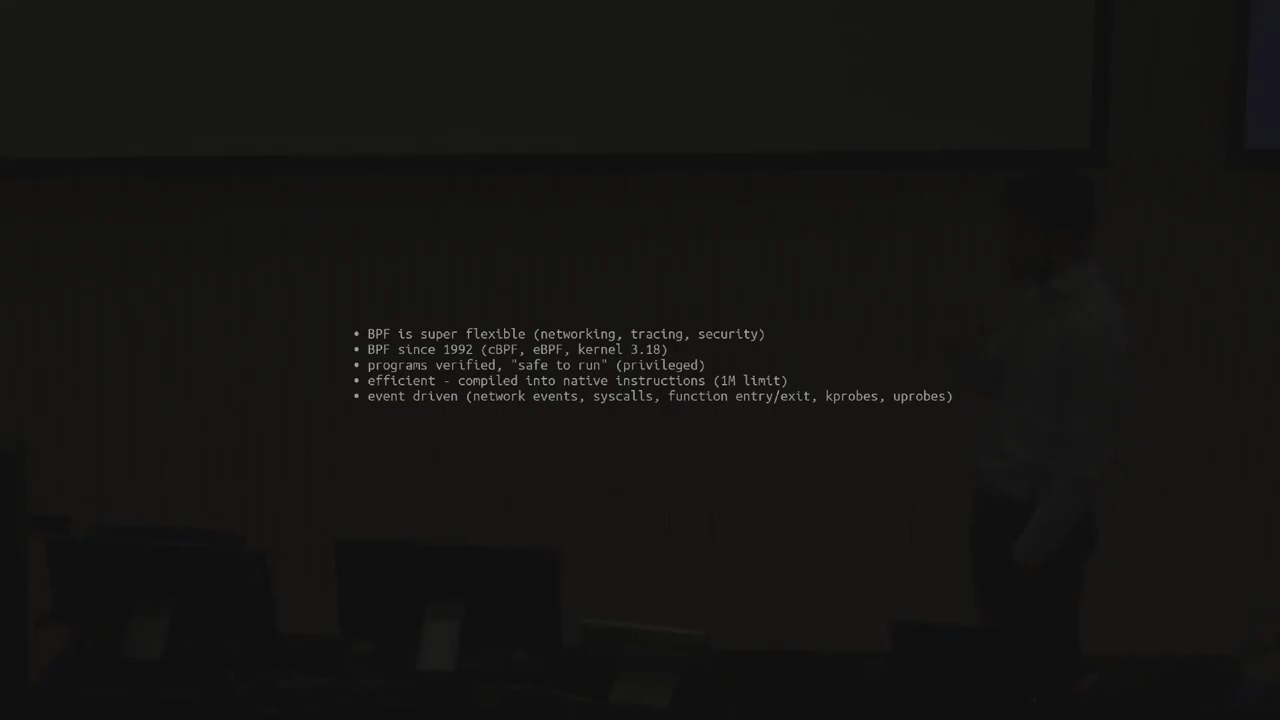 • BPF is super flexible (networking, tracing, security)
• BPF since 1992 (cBPF, eBPF, kernel 3.18)
• programs verified, "safe to run" (privileged)
• efficient - compiled into native instructions (1M limit)
• event driven (network events, syscalls, function entry/exit, kprobes, uprobes)